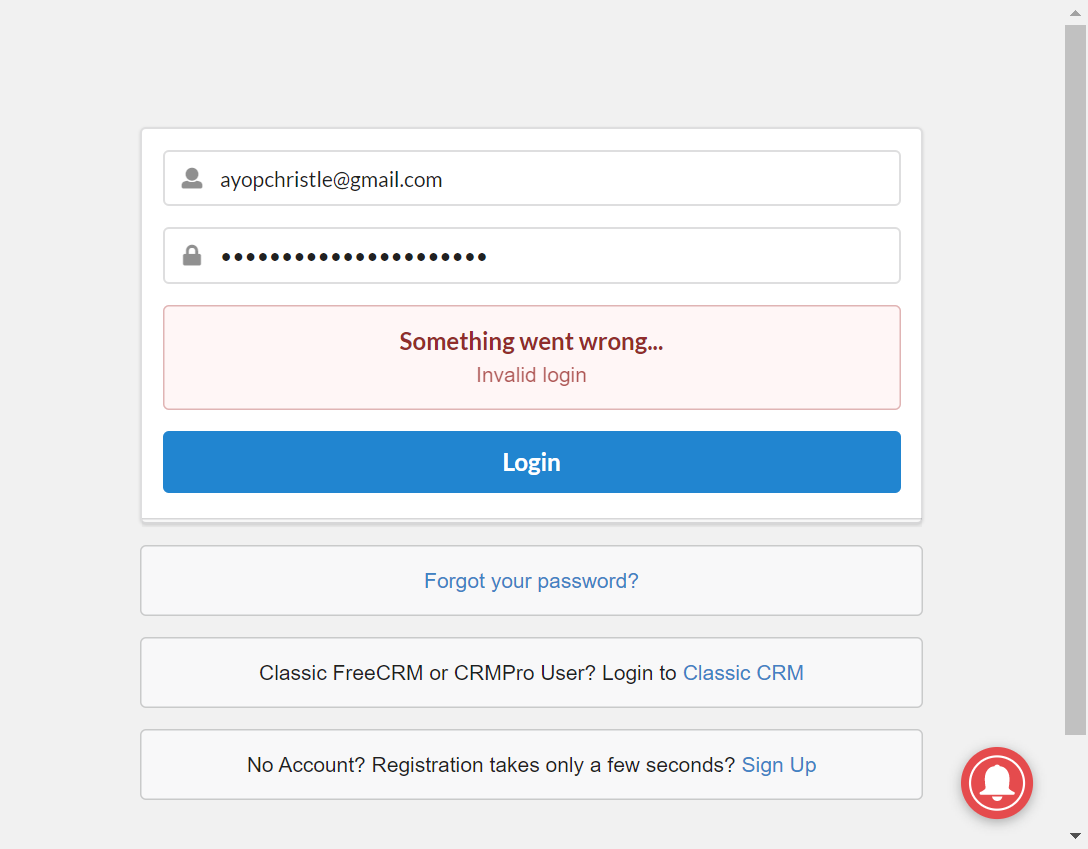 ayopchristle@gmail.com
••••••••••••••••••••••
Something went wrong...
Invalid login
Login
Forgot your password?
Classic FreeCRM or CRMPro User? Login to Classic CRM
No Account? Registration takes only a few seconds? Sign Up